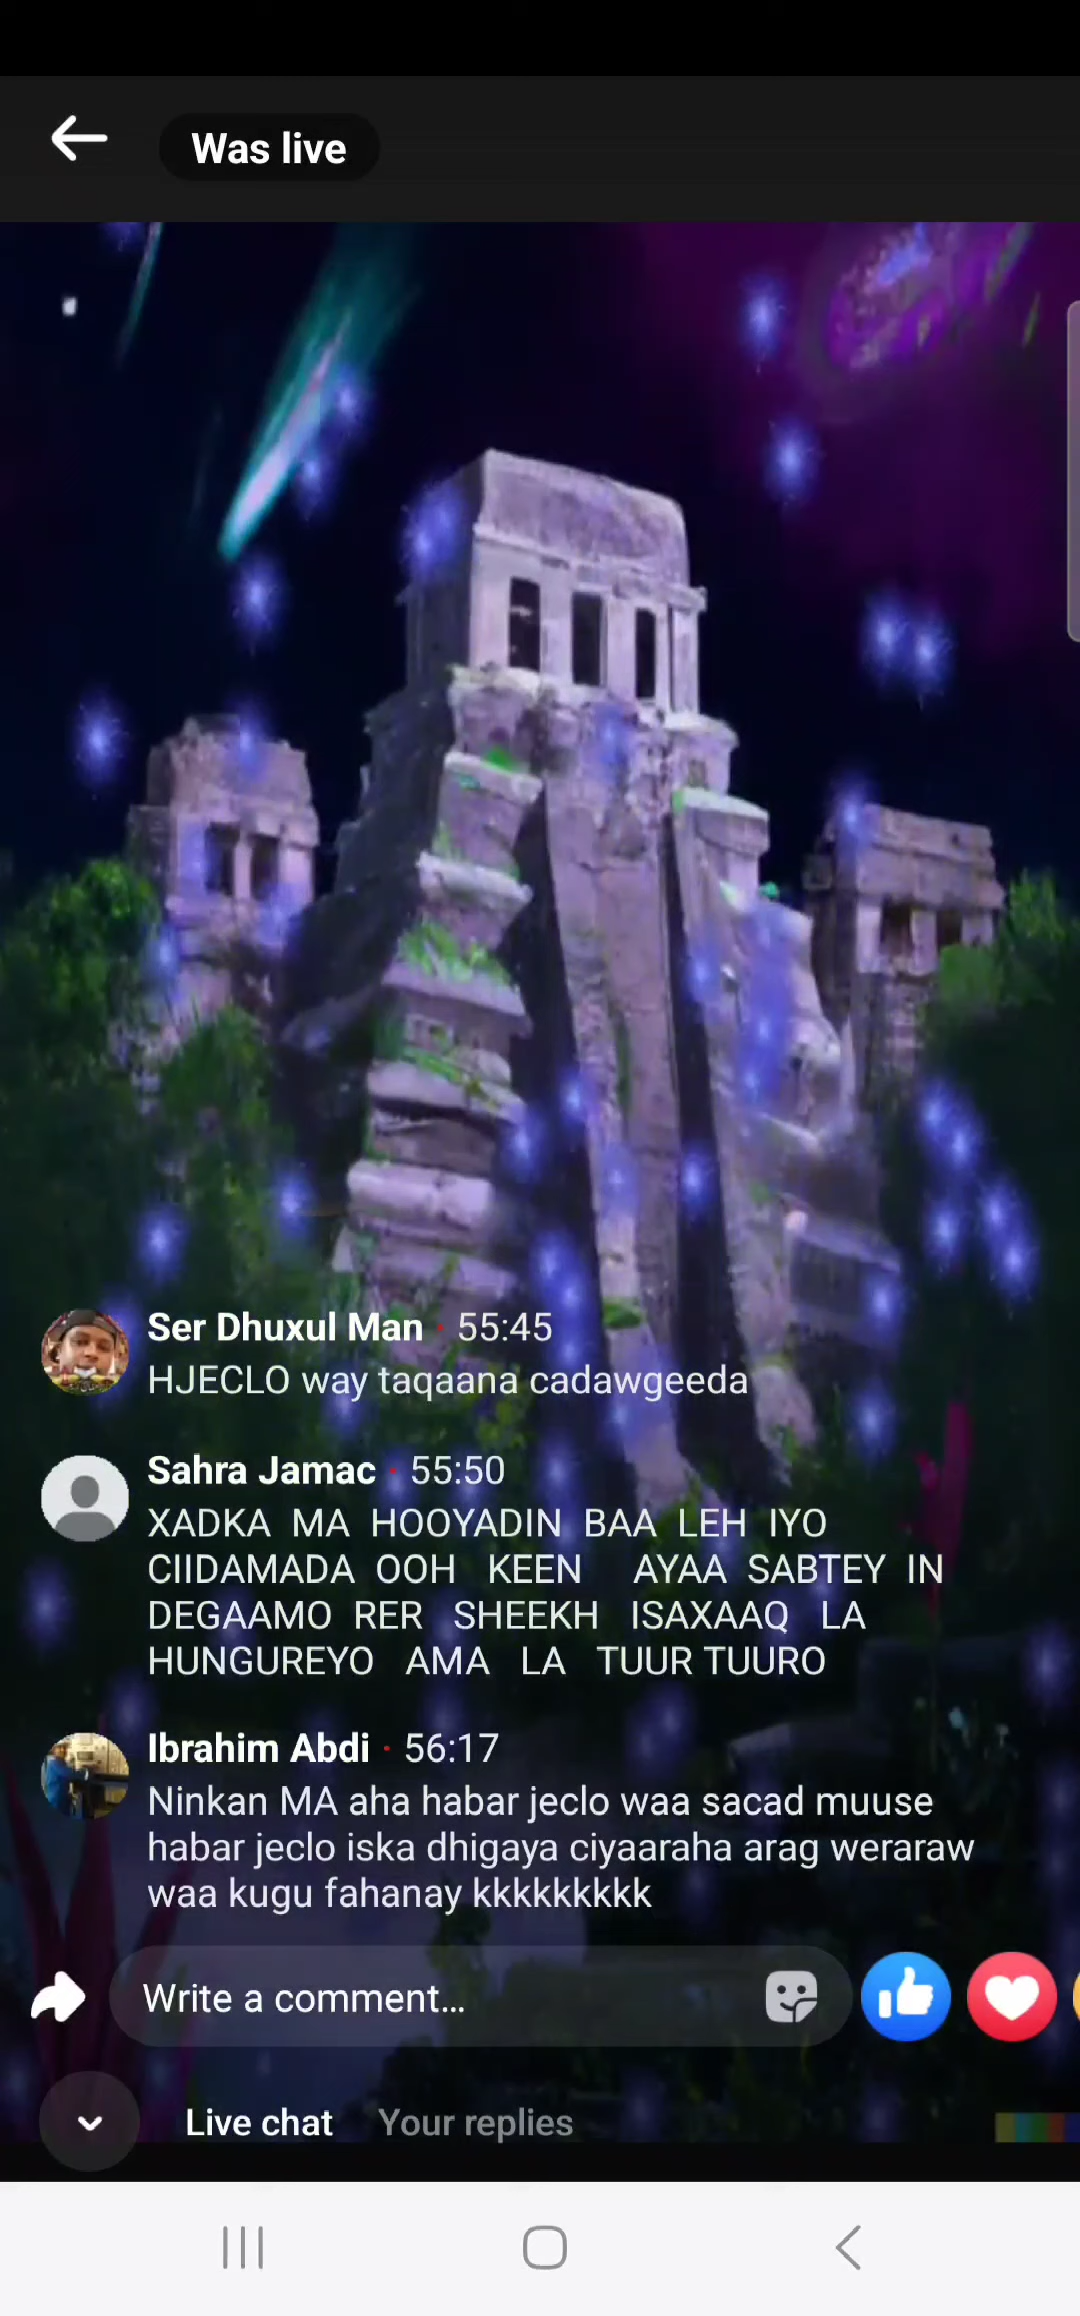 Was live
Ser Dhuxul Man · 55:45
HJECLO way taqaana cadawgeeda
Sahra Jamac · 55:50
XADKA MA HOOYADIN BAA LEH IYO
CIIDAMADA OOH KEEN AYAA SABTEY IN
DEGAAMO RER SHEEKH ISAXAAQ LA
HUNGUREYO AMA LA TUUR TUURO
Ibrahim Abdi · 56:17
Ninkan MA aha habar jeclo waa sacad muuse
habar jeclo iska dhigaya ciyaaraha arag weraraw
waa kugu fahanay kkkkkkkkk
Write a comment...
Live chat Your replies